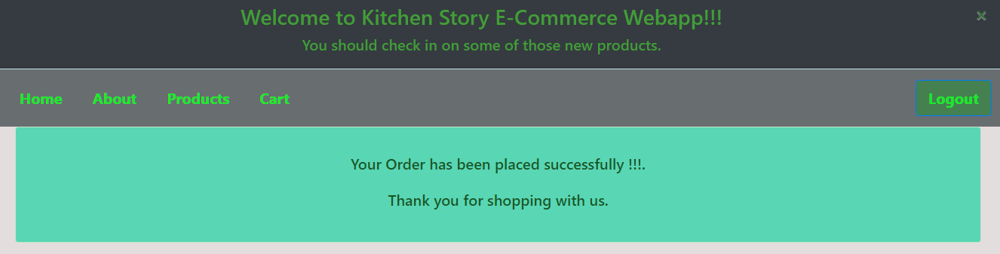 Welcome to Kitchen Story E-Commerce Webapp!!!
×
You should check in on some of those new products.
Home About Products Cart Logout
Your Order has been placed successfully !!!.
Thank you for shopping with us.